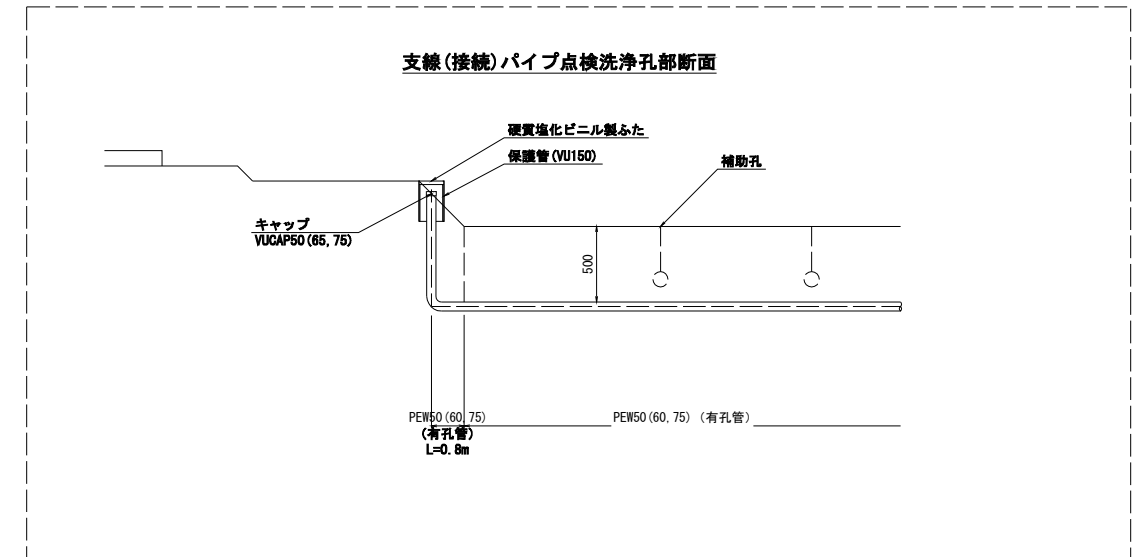 支線(接続)パイプ点検洗浄孔部断面
硬質塩化ビニル製ふた
保護管(VU150)
補助孔
キャップ
VUCAP50(65,75)
500
PEW50(60,75)
(有孔管)
L=0.8m
PEW50(60,75) (有孔管)